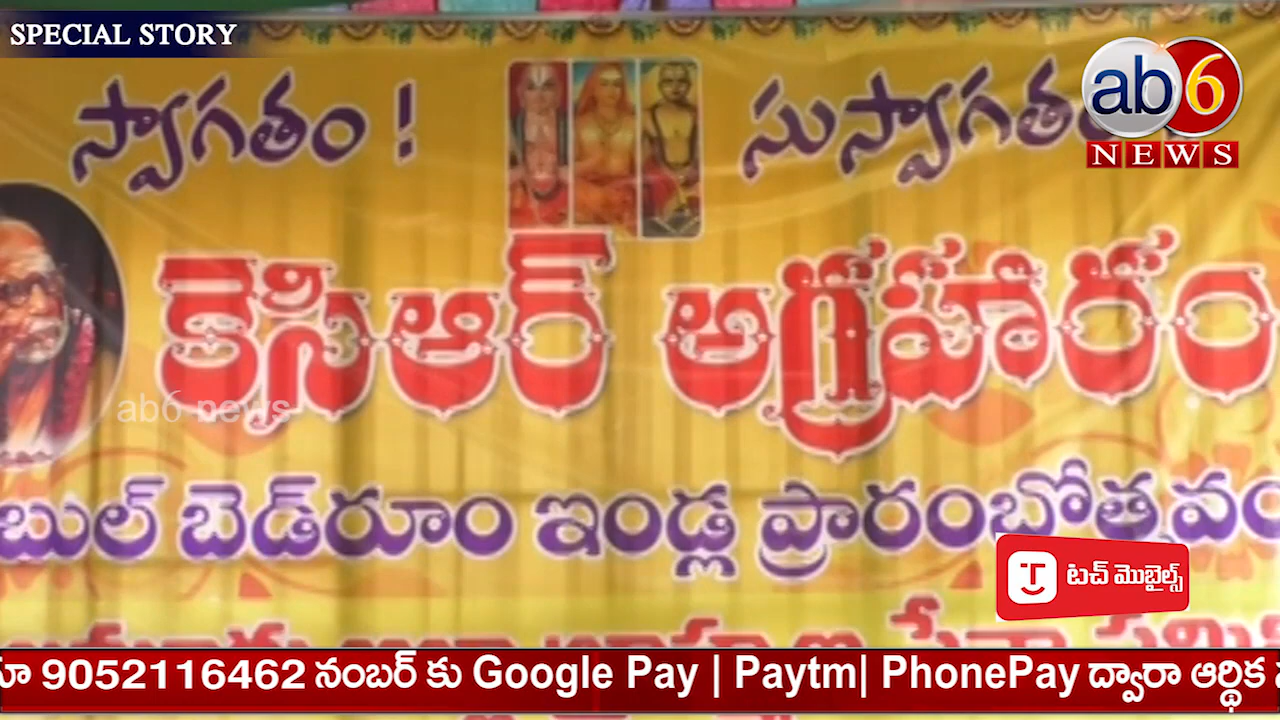 SPECIAL STORY
స్వాగతం !
సుస్వాగతం
ab6
NEWS
కెసిఆర్ అగ్రహారం
ab6 news
బుల్ బెడ్‌రూం ఇండ్ల ప్రారంభోత్సవం
టచ్ మొబైల్స్
9052116462 నంబర్ కు Google Pay | Paytm| PhonePay ద్వారా ఆర్థిక